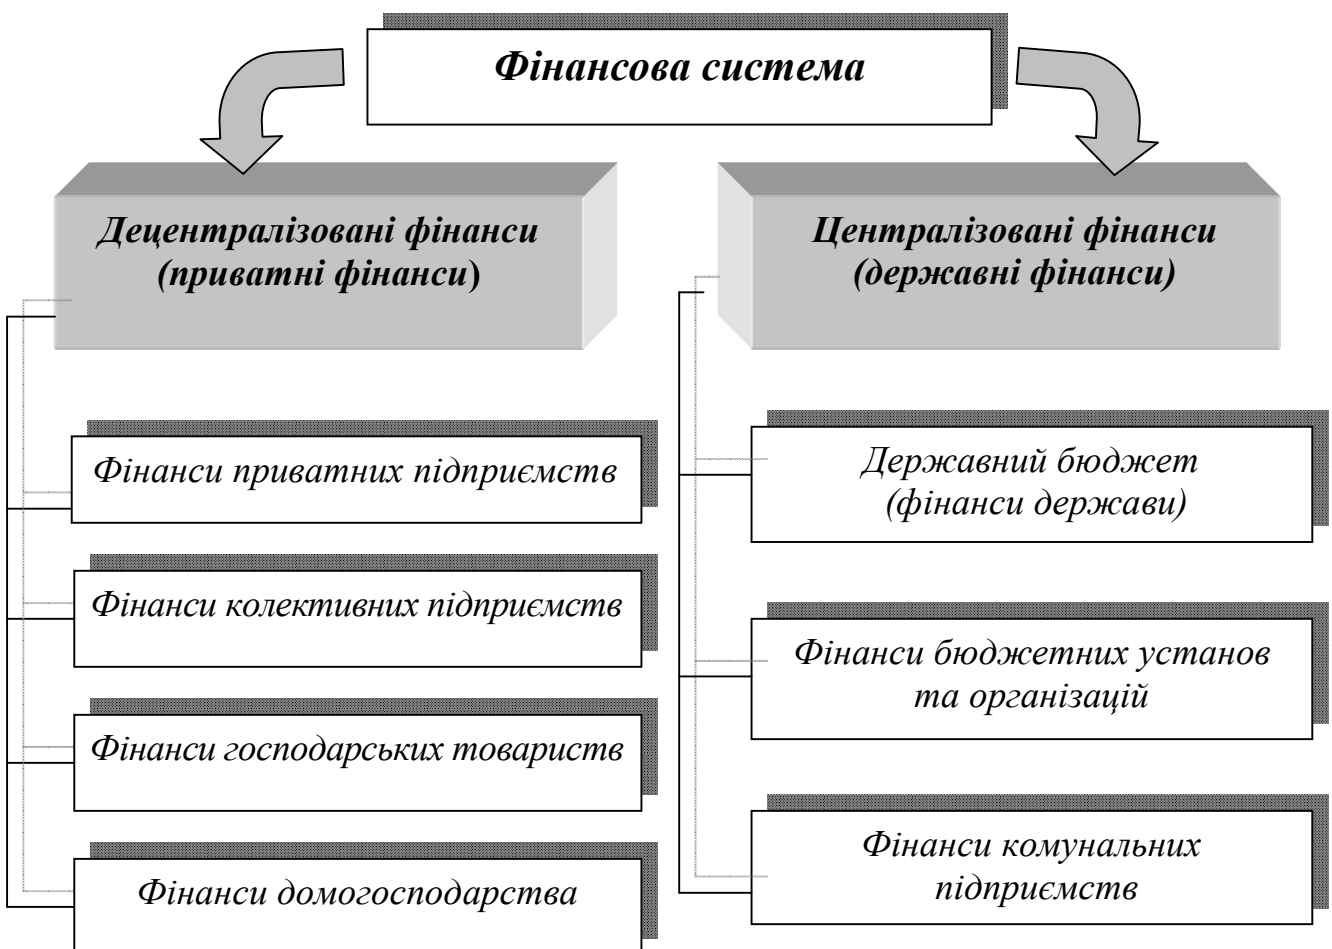 Фінансова система
Децентралізовані фінанси
(приватні фінанси)
Фінанси приватних підприємств
Фінанси колективних підприємств
Фінанси господарських товариств
Фінанси домогосподарства
Централізовані фінанси
(державні фінанси)
Державний бюджет
(фінанси держави)
Фінанси бюджетних установ
та організацій
Фінанси комунальних
підприємств